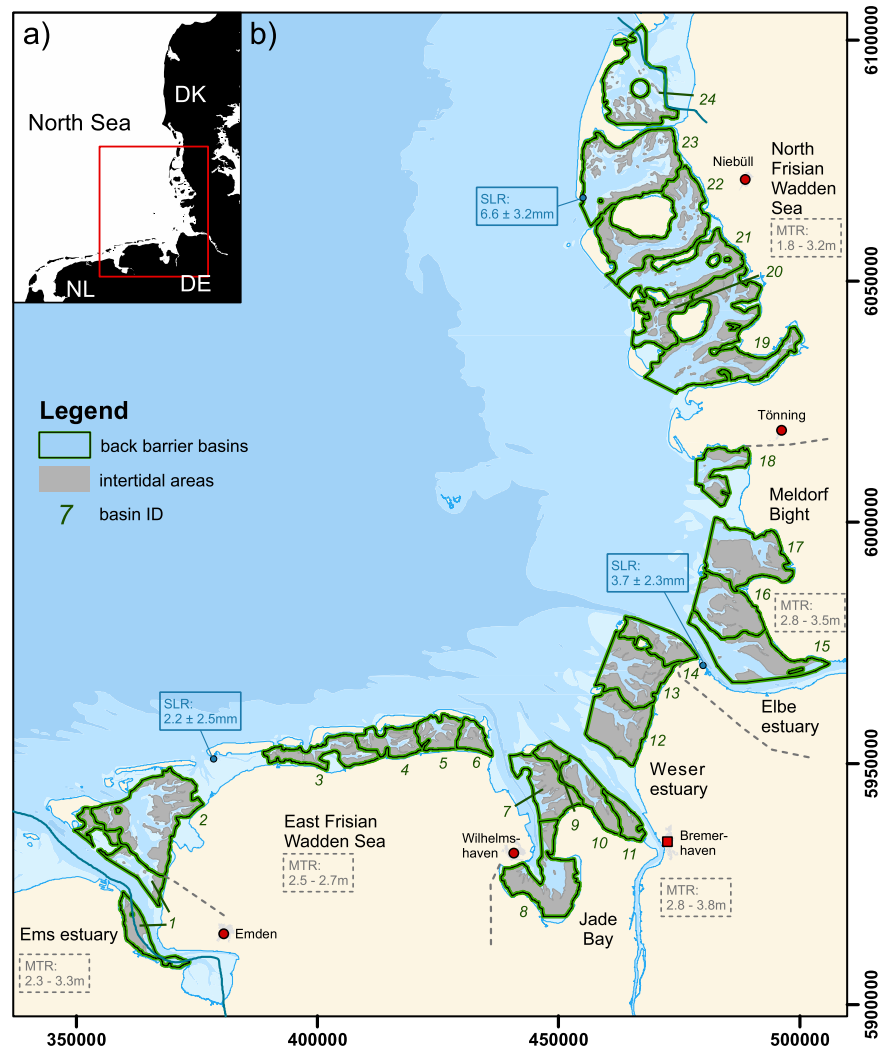 a)
b)
DK
North Sea
NL
DE
24
23
Niebüll
North
Frisian
Wadden
Sea
22
SLR:
6.6 ± 3.2mm
MTR:
1.8 - 3.2m
21
20
19
Legend
back barrier basins
intertidal areas
7
basin ID
Tönning
18
Meldorf
Bight
17
SLR:
3.7 ± 2.3mm
16
MTR:
2.8 - 3.5m
15
14
13
Elbe
estuary
12
SLR:
2.2 ± 2.5mm
3
4
5
6
Weser
estuary
2
7
9
10
11
East Frisian
Wadden Sea
MTR:
2.5 - 2.7m
Wilhelms-
haven
Bremer-
haven
MTR:
2.8 - 3.8m
8
Jade
Bay
1
Ems estuary
Emden
MTR:
2.3 - 3.3m
6100000
6050000
6000000
5950000
5900000
350000
400000
450000
500000